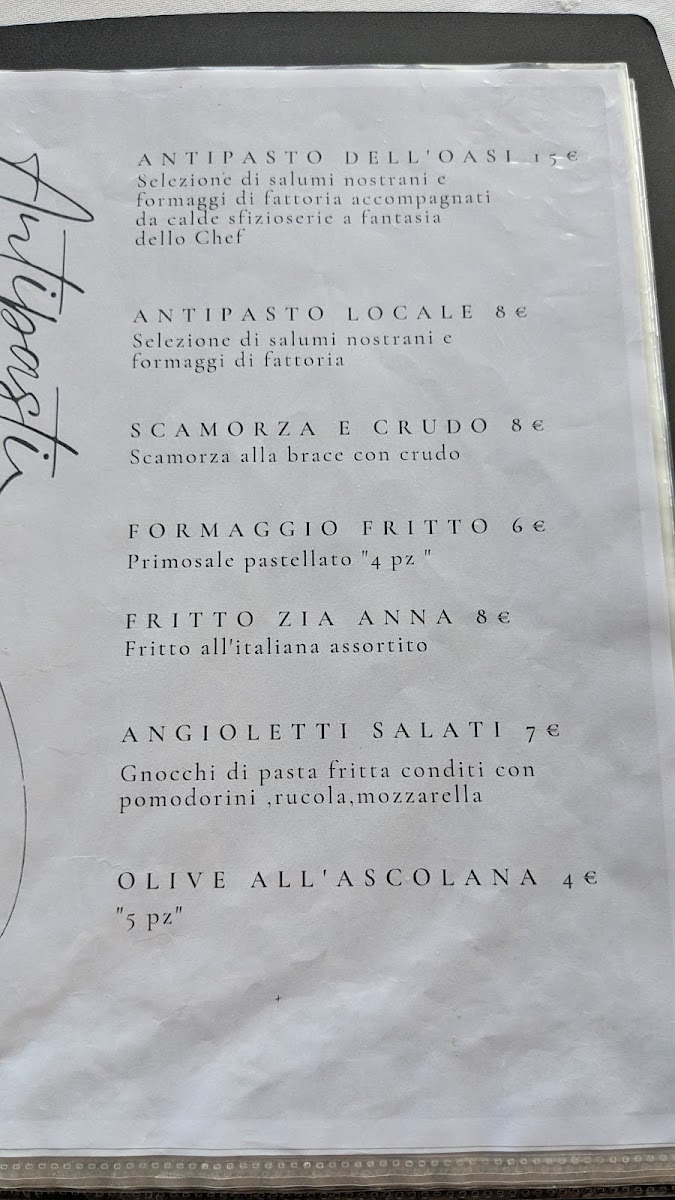 Antipasti
ANTIPASTO DELL'OASI 15€
Selezione di salumi nostrani e
formaggi di fattoria accompagnati
da calde sfizioserie a fantasia
dello Chef
ANTIPASTO LOCALE 8€
Selezione di salumi nostrani e
formaggi di fattoria
SCAMORZA E CRUDO 8€
Scamorza alla brace con crudo
FORMAGGIO FRITTO 6€
Primosale pastellato "4 pz "
FRITTO ZIA ANNA 8€
Fritto all'italiana assortito
ANGIOLETTI SALATI 7€
Gnocchi di pasta fritta conditi con
pomodorini ,rucola,mozzarella
OLIVE ALL'ASCOLANA 4€
"5 pz"